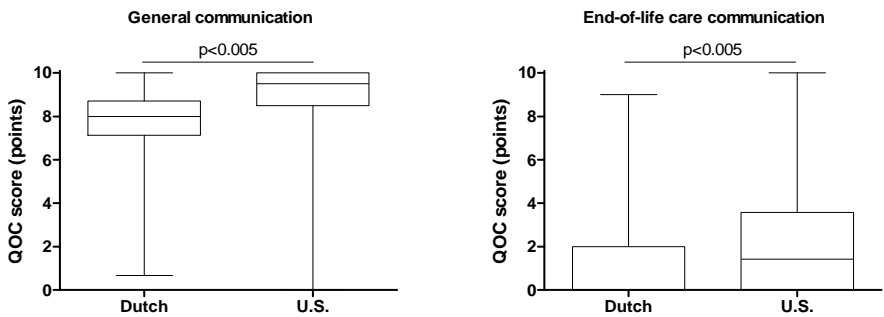 General communication
p<0.005
QOC score (points)
10
8
6
4
2
0
Dutch
U.S.
End-of-life care communication
p<0.005
QOC score (points)
10
8
6
4
2
0
Dutch
U.S.